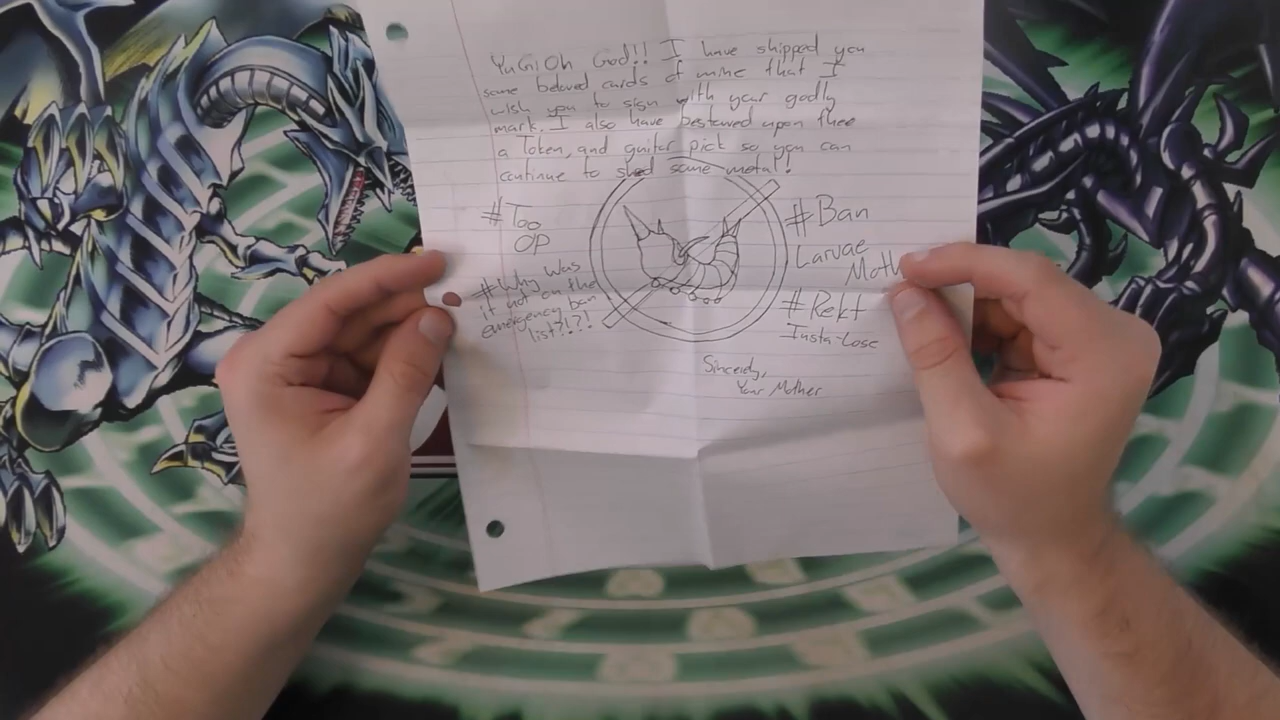 YuGiOh God!! I have shipped you
some beloved cards of mine that I
wish you to sign with your godly
mark. I also have bestowed upon thee
a Token, and guitar pick so you can
continue to shed some metal!
#Too
OP
#Why was
it not on the
emergency ban
list?!?!?!
#Ban
Larvae
Moth
#Rekt
Insta-Lose
Sincerely,
Your Mother